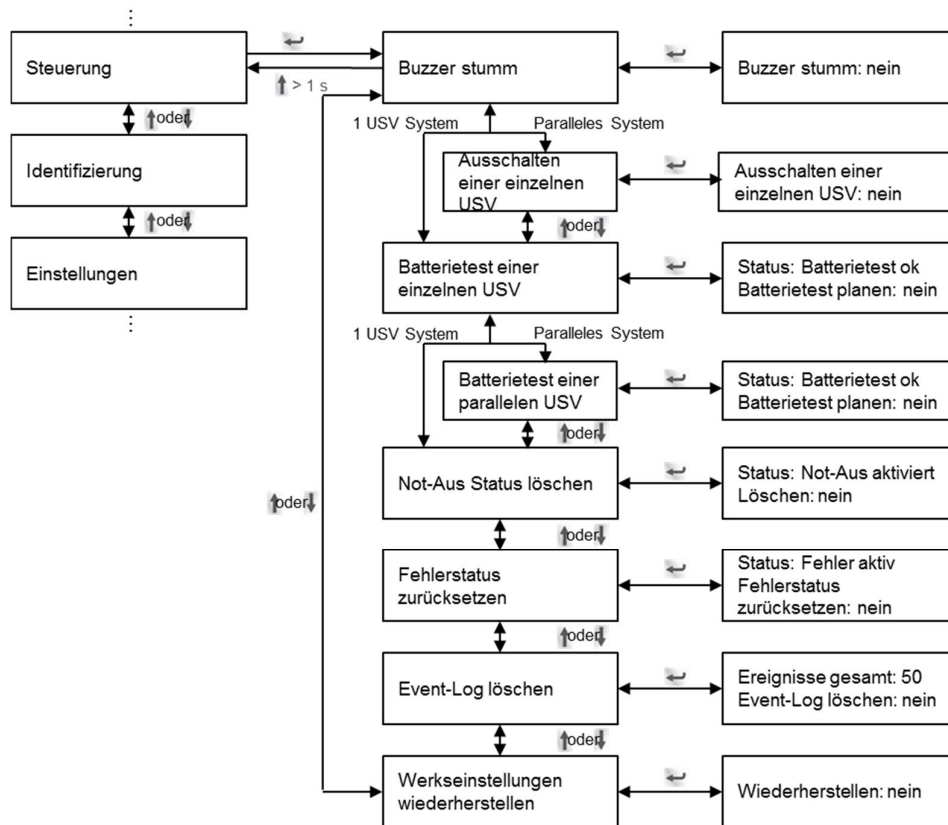 Steuerung
> 1 s
Buzzer stumm
Buzzer stumm: nein
oder
1 USV System
Paralleles System
Identifizierung
Ausschalten
einer einzelnen
USV
Ausschalten einer
einzelnen USV: nein
oder
oder
Einstellungen
Batterietest einer
einzelnen USV
Status: Batterietest ok
Batterietest planen: nein
1 USV System
Paralleles System
Batterietest einer
parallelen USV
Status: Batterietest ok
Batterietest planen: nein
oder
Not-Aus Status löschen
Status: Not-Aus aktiviert
Löschen: nein
oder
oder
Fehlerstatus
zurücksetzen
Status: Fehler aktiv
Fehlerstatus
zurücksetzen: nein
oder
Event-Log löschen
Ereignisse gesamt: 50
Event-Log löschen: nein
oder
Werkseinstellungen
wiederherstellen
Wiederherstellen: nein